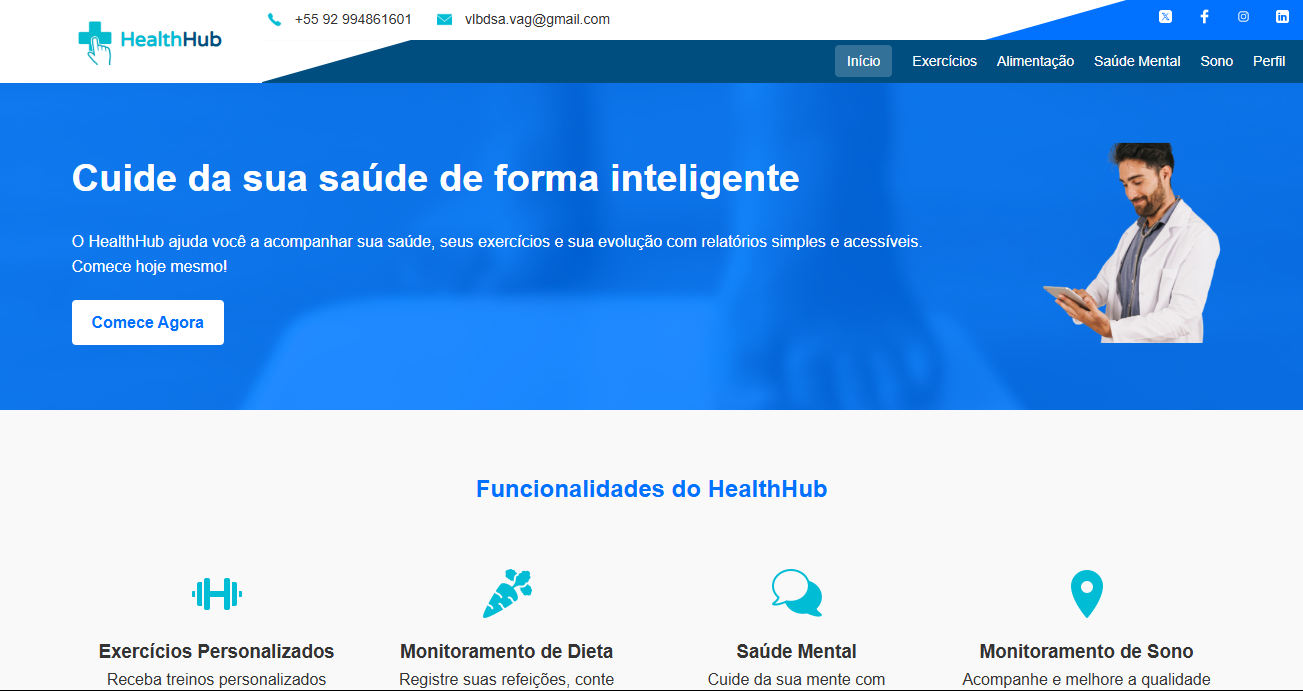 HealthHub
+55 92 994861601
vlbdsa.vag@gmail.com
Início
Exercícios
Alimentação
Saúde Mental
Sono
Perfil
Cuide da sua saúde de forma inteligente
O HealthHub ajuda você a acompanhar sua saúde, seus exercícios e sua evolução com relatórios simples e acessíveis.
Comece hoje mesmo!
Comece Agora
Funcionalidades do HealthHub
Exercícios Personalizados
Receba treinos personalizados
Monitoramento de Dieta
Registre suas refeições, conte
Saúde Mental
Cuide da sua mente com
Monitoramento de Sono
Acompanhe e melhore a qualidade